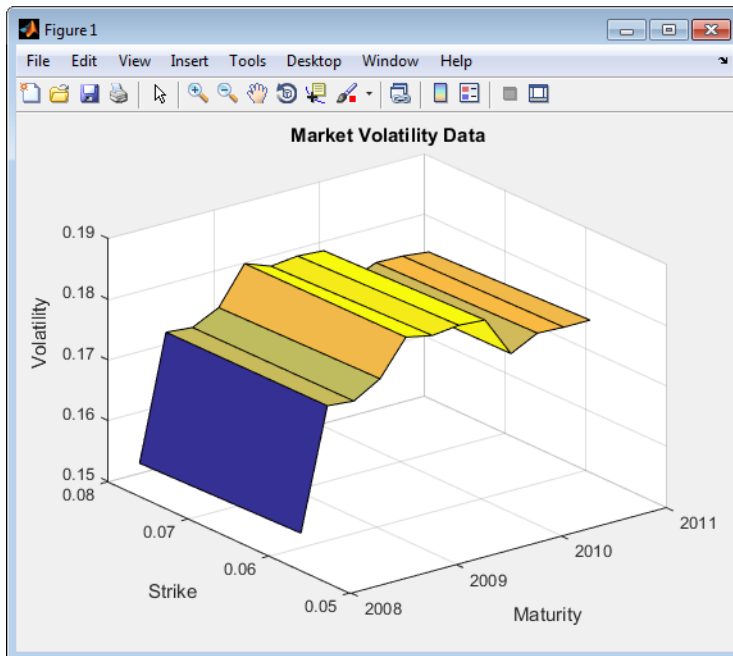 Figure 1
File Edit View Insert Tools Desktop Window Help
Market Volatility Data
0.19
0.18
0.17
0.16
0.15
Volatility
0.08
0.07
0.06
0.05
Strike
2008
2009
2010
2011
Maturity